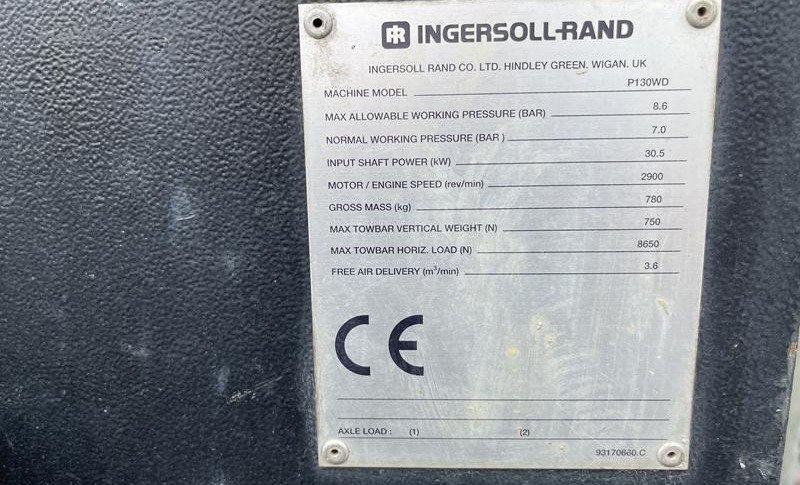 IR INGERSOLL-RAND
INGERSOLL RAND CO. LTD. HINDLEY GREEN. WIGAN. UK
MACHINE MODEL P130WD
MAX ALLOWABLE WORKING PRESSURE (BAR) 8.6
NORMAL WORKING PRESSURE (BAR ) 7.0
INPUT SHAFT POWER (kW) 30.5
MOTOR / ENGINE SPEED (rev/min) 2900
GROSS MASS (kg) 780
MAX TOWBAR VERTICAL WEIGHT (N) 750
MAX TOWBAR HORIZ. LOAD (N) 8650
FREE AIR DELIVERY (m³/min) 3.6
CE
AXLE LOAD : (1) (2)
93170660.C